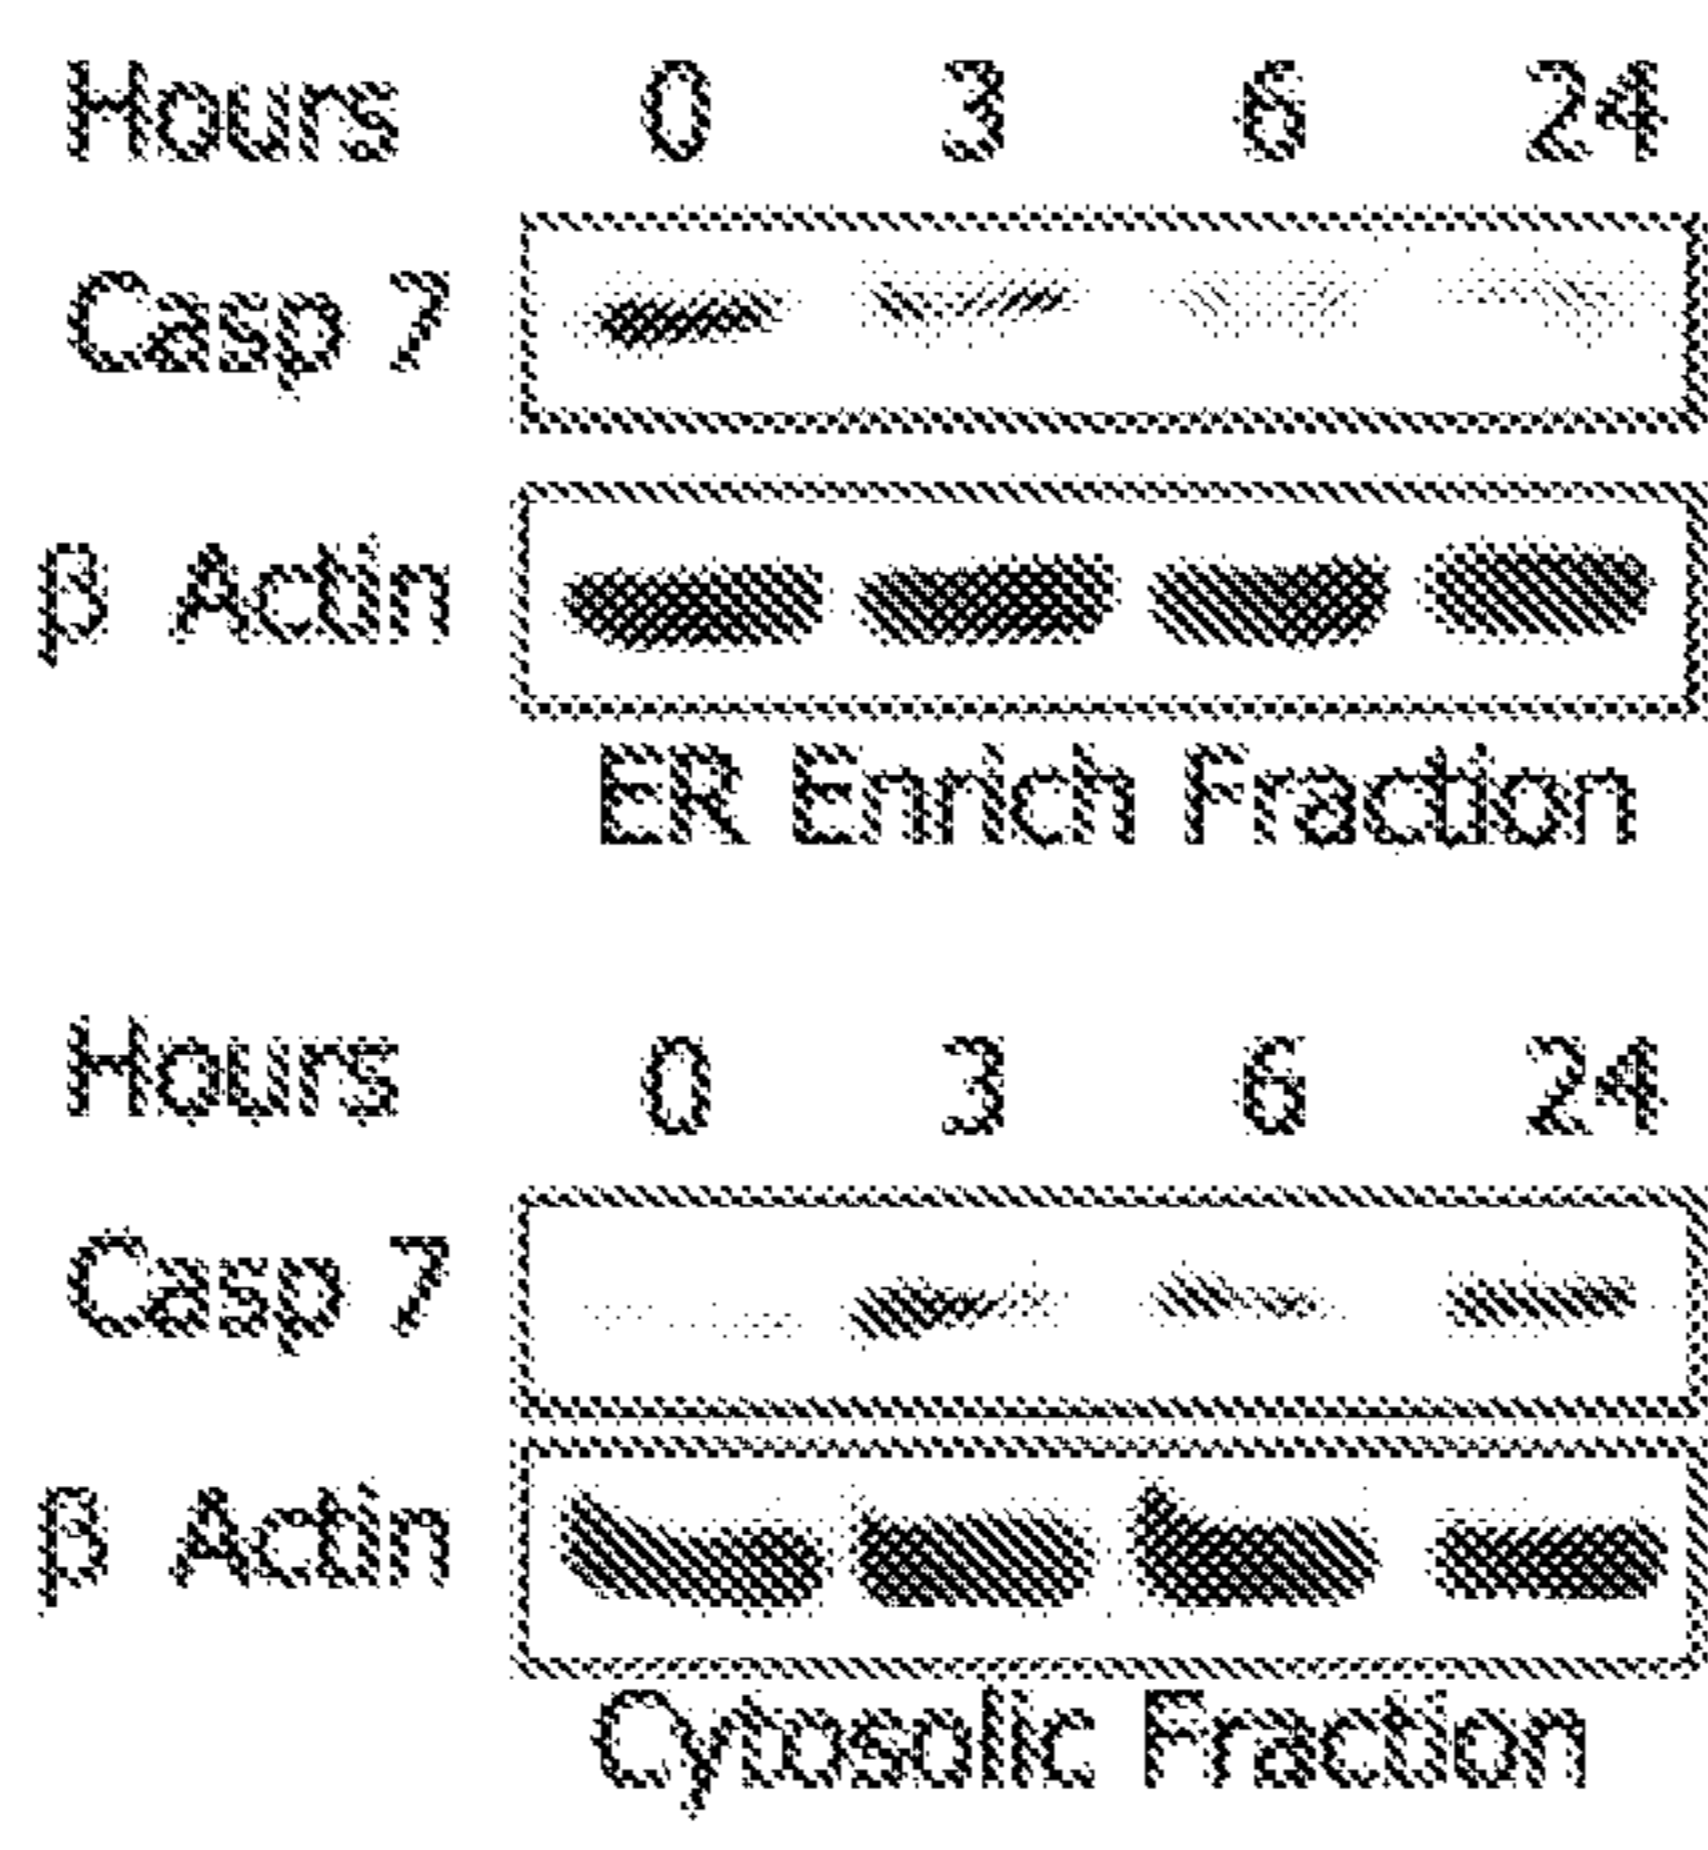 Hours 0 3 6 24
Casp 7
β Actin
ER Enrich Fraction
Hours 0 3 6 24
Casp 7
β Actin
Cytosolic Fraction